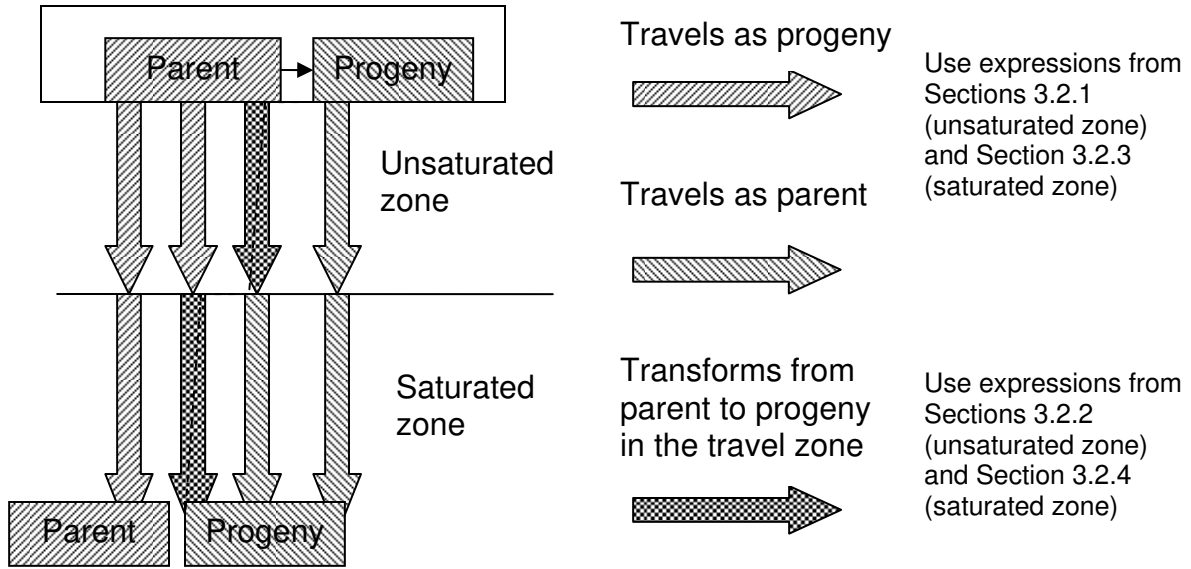 Parent
Progeny
Unsaturated
zone
Saturated
zone
Parent
Progeny
Travels as progeny
Use expressions from
Sections 3.2.1
(unsaturated zone)
and Section 3.2.3
(saturated zone)
Travels as parent
Transforms from
parent to progeny
in the travel zone
Use expressions from
Sections 3.2.2
(unsaturated zone)
and Section 3.2.4
(saturated zone)